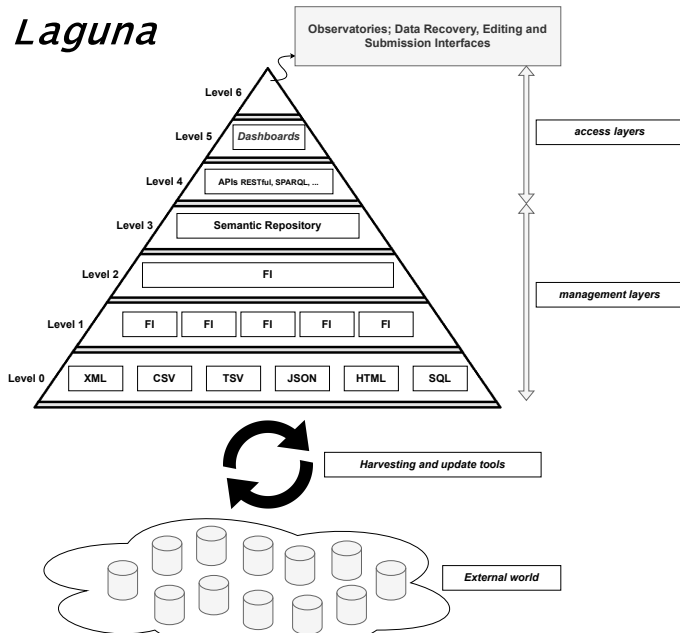 Laguna
Observatories; Data Recovery, Editing and
Submission Interfaces
Level 6
Level 5
Dashboards
access layers
Level 4
APIs RESTful, SPARQL, ...
Level 3
Semantic Repository
Level 2
FI
management layers
Level 1
FI
FI
FI
FI
FI
Level 0
XML
CSV
TSV
JSON
HTML
SQL
Harvesting and update tools
External world